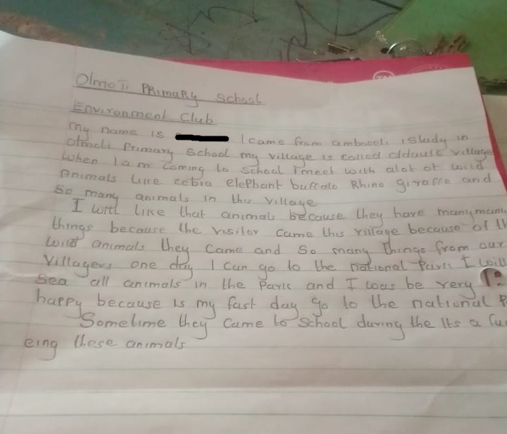 Olmoti Primary School
Environment Club
My name is I came from amboseli, I study in
Olmoti Primary School my village is called village
When I am coming to School I meet with alot of wild
animals like zebra elephant buffalo Rhino Giraffe and
So many animals in the village.
I will like that animals because they have many
things because the visitor came this village because of th
wild animals they came and So many things from our
Villagers one day I can go to the national Park I will
Sea all animals in the Park and I was be very
happy because is my fast day go to the national P
Sometime they came to school during the Its a fu
eing these animals